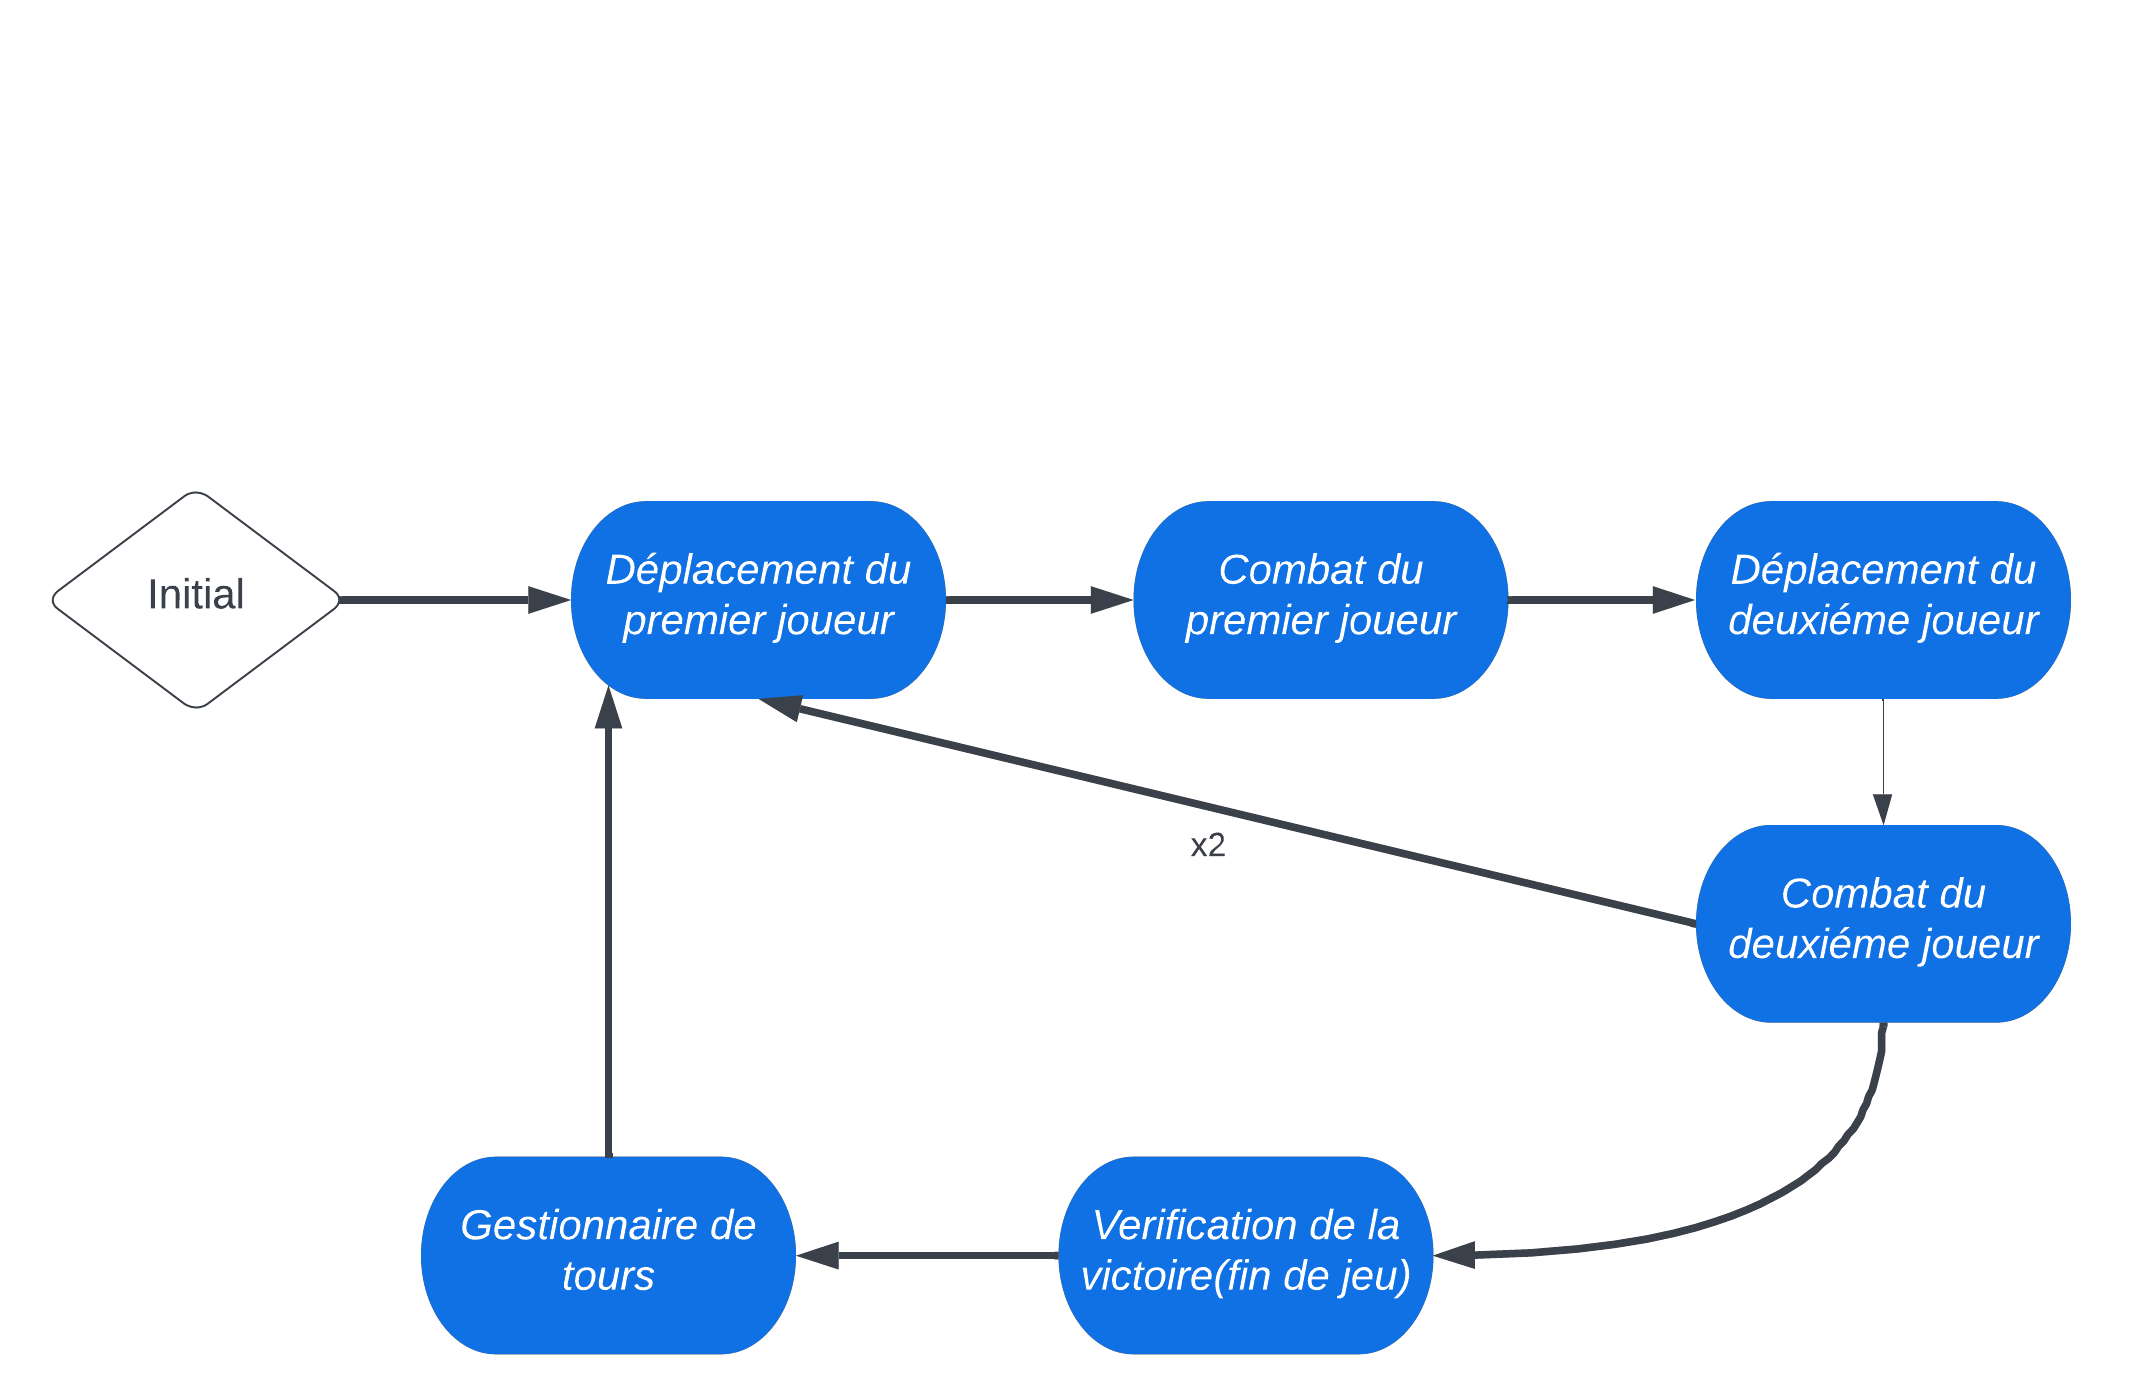 Initial
Déplacement du
premier joueur
Combat du
premier joueur
Déplacement du
deuxiéme joueur
x2
Combat du
deuxiéme joueur
Gestionnaire de
tours
Verification de la
victoire(fin de jeu)